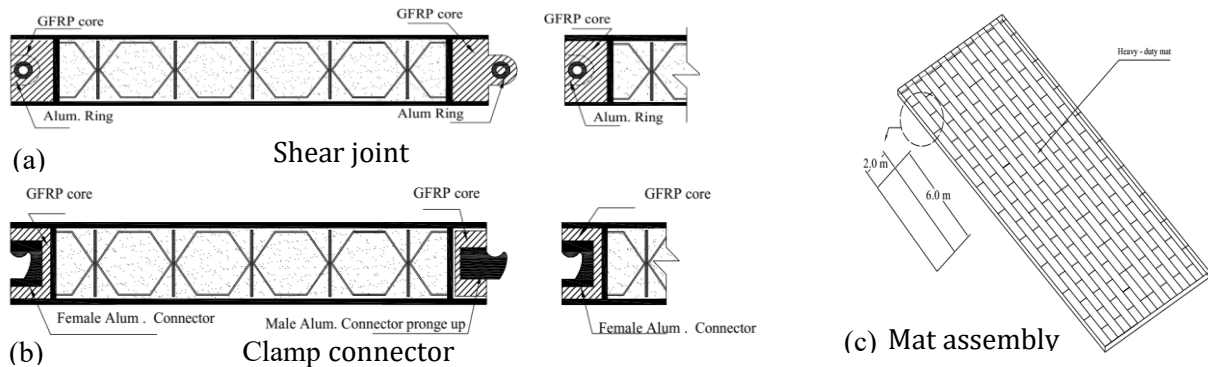 GFRP core
GFRP core
GFRP core
Alum. Ring
Alum Ring
Alum. Ring
(a)
Shear joint
GFRP core
GFRP core
GFRP core
Female Alum . Connector
Male Alum. Connector pronge up
Female Alum . Connector
(b)
Clamp connector
Heavy - duty mat
2.0 m
6.0 m
(c) Mat assembly